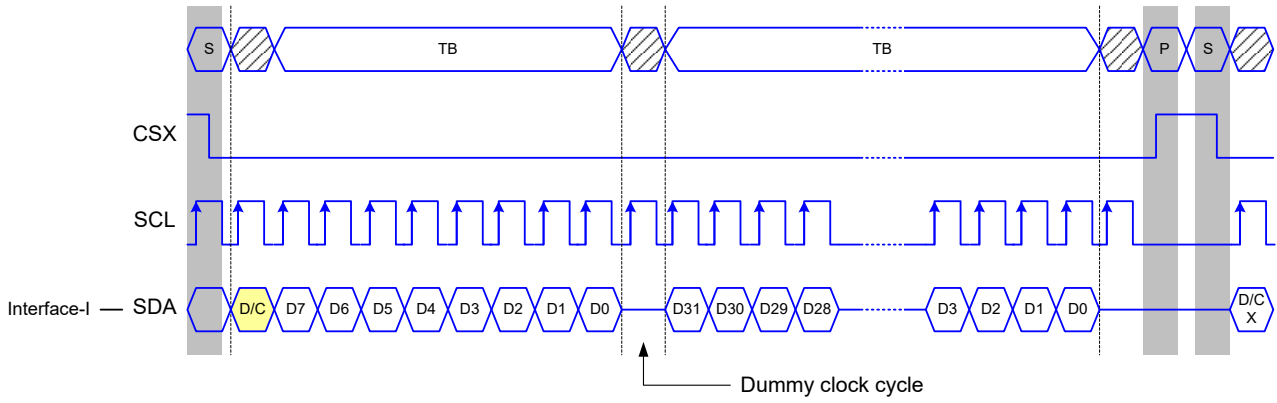 S TB TB P S
CSX
SCL
Interface-I SDA D/C D7 D6 D5 D4 D3 D2 D1 D0 D31 D30 D29 D28 D3 D2 D1 D0 D/C
X
Dummy clock cycle